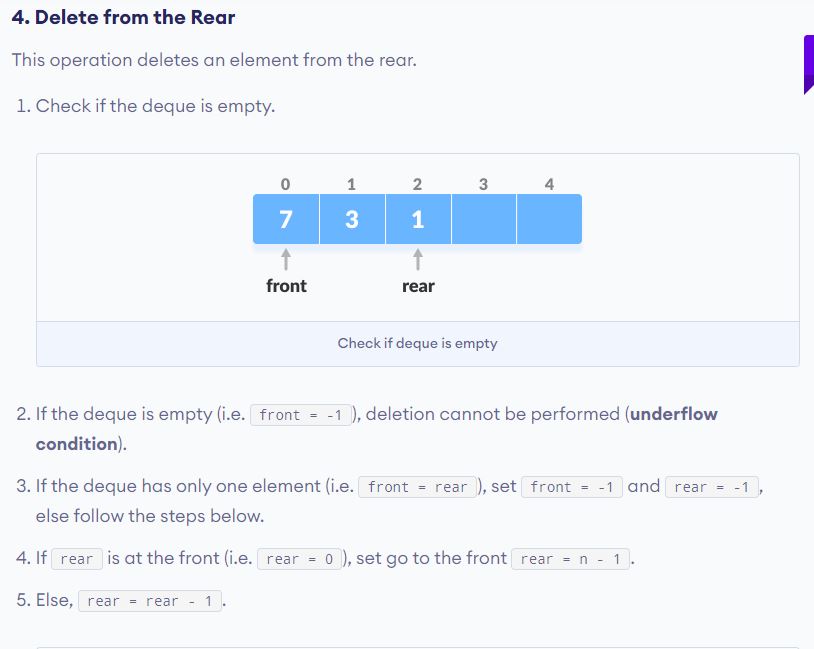 4. Delete from the Rear
This operation deletes an element from the rear.
1. Check if the deque is empty.
0 1 2 3 4
7 3 1
front rear
Check if deque is empty
2. If the deque is empty (i.e. front = -1), deletion cannot be performed (underflow
condition).
3. If the deque has only one element (i.e. front = rear), set front = -1 and rear = -1,
else follow the steps below.
4. If rear is at the front (i.e. rear = 0), set go to the front rear = n - 1.
5. Else, rear = rear - 1.